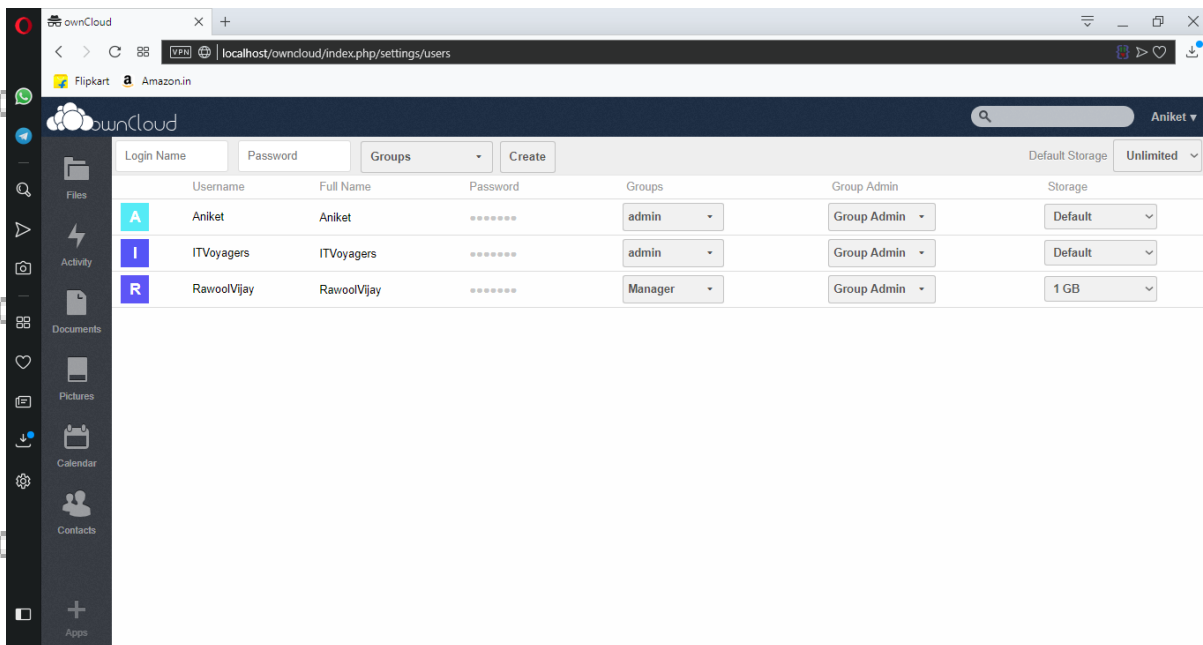 ownCloud
VPN localhost/owncloud/index.php/settings/users
Flipkart a Amazon.in
ownCloud Aniket
Login Name Password Groups Create Default Storage Unlimited
Username Full Name Password Groups Group Admin Storage
A Aniket Aniket admin Group Admin Default
I ITVoyagers ITVoyagers admin Group Admin Default
R RawoolVijay RawoolVijay Manager Group Admin 1 GB
Files
Activity
Documents
Pictures
Calendar
Contacts
Apps